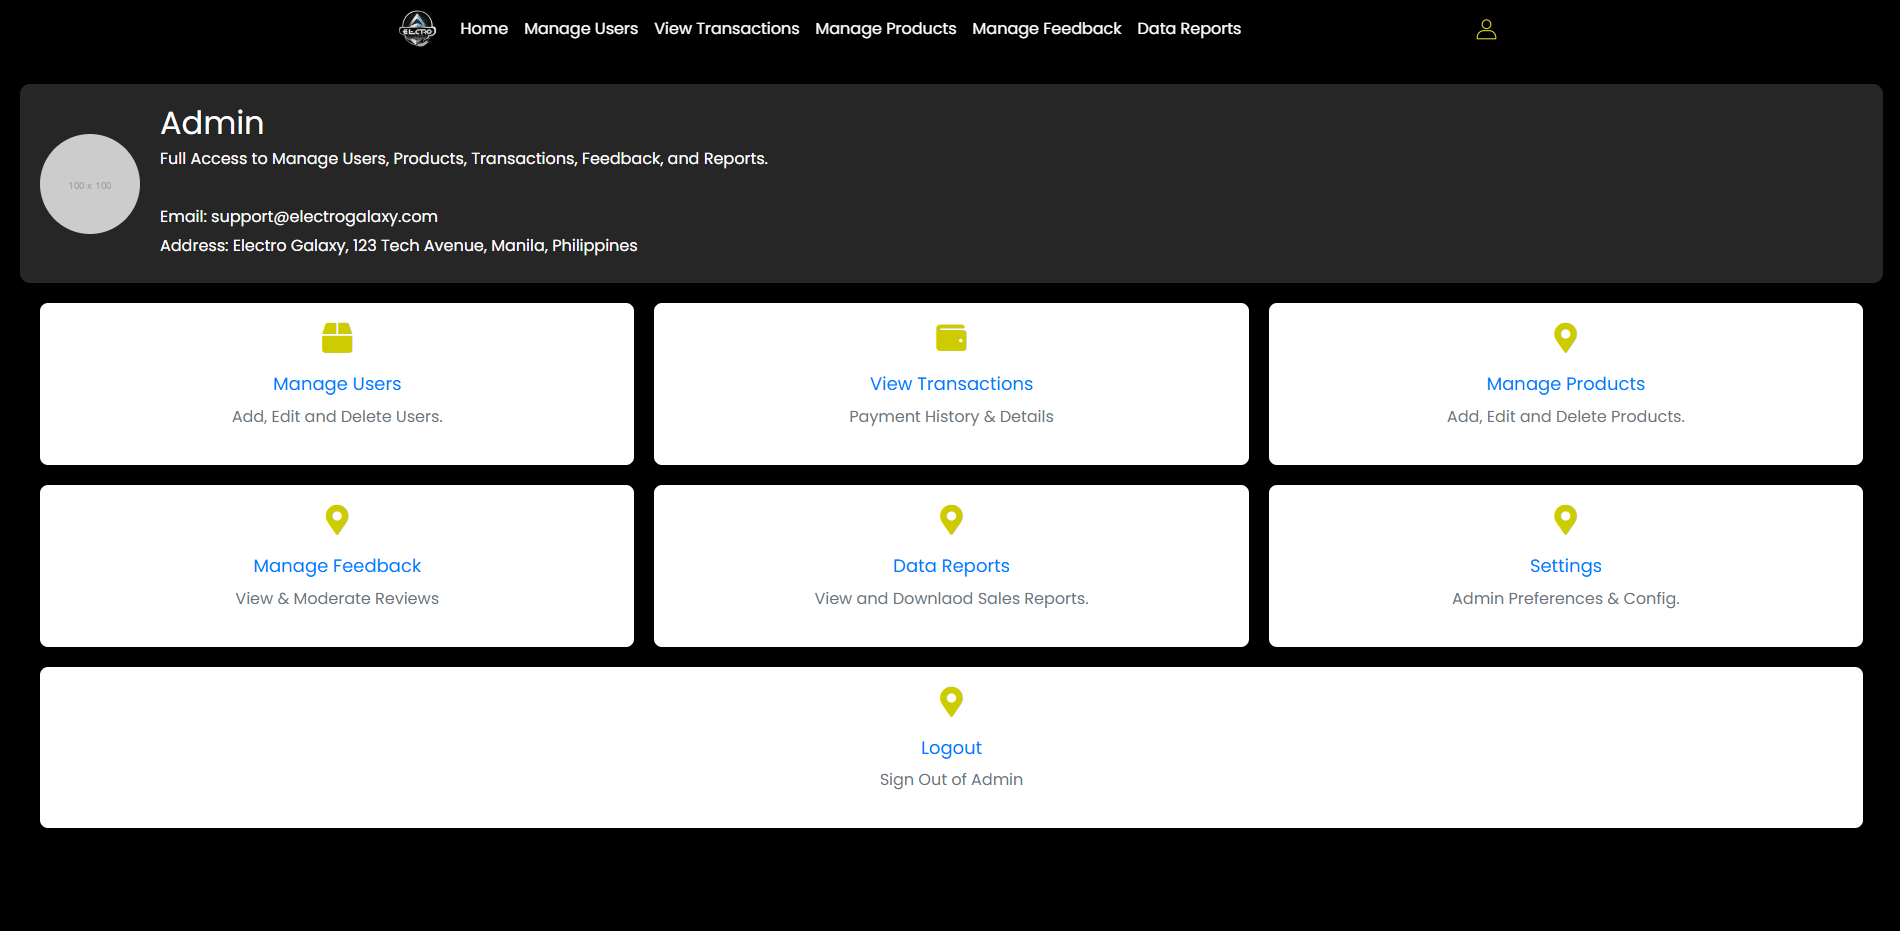 ELECTRO
Home Manage Users View Transactions Manage Products Manage Feedback Data Reports
Admin
Full Access to Manage Users, Products, Transactions, Feedback, and Reports.
100 x 100
Email: support@electrogalaxy.com
Address: Electro Galaxy, 123 Tech Avenue, Manila, Philippines
Manage Users
Add, Edit and Delete Users.
View Transactions
Payment History & Details
Manage Products
Add, Edit and Delete Products.
Manage Feedback
View & Moderate Reviews
Data Reports
View and Downlaod Sales Reports.
Settings
Admin Preferences & Config.
Logout
Sign Out of Admin